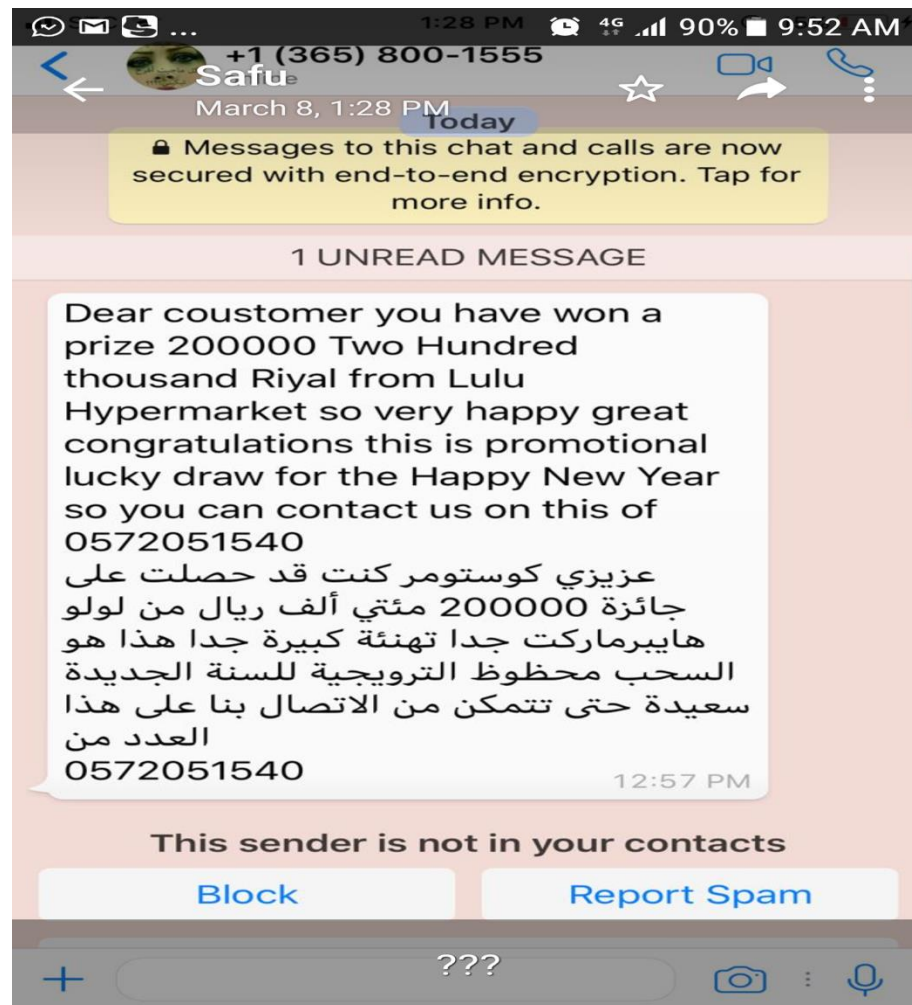 ... 1:28 PM 4G 90% 9:52 AM
+1 (365) 800-1555
Safu
March 8, 1:28 PM
Today
Messages to this chat and calls are now
secured with end-to-end encryption. Tap for
more info.
1 UNREAD MESSAGE
Dear coustomer you have won a
prize 200000 Two Hundred
thousand Riyal from Lulu
Hypermarket so very happy great
congratulations this is promotional
lucky draw for the Happy New Year
so you can contact us on this of
0572051540
عزيزي كوستومر كنت قد حصلت على
جائزة 200000 مئتي ألف ريال من لولو
هايبرماركت جدا تهنئة كبيرة جدا هذا هو
السحب محظوظ الترويجية للسنة الجديدة
سعيدة حتى تتمكن من الاتصال بنا على هذا
العدد من
0572051540
12:57 PM
This sender is not in your contacts
Block Report Spam
???